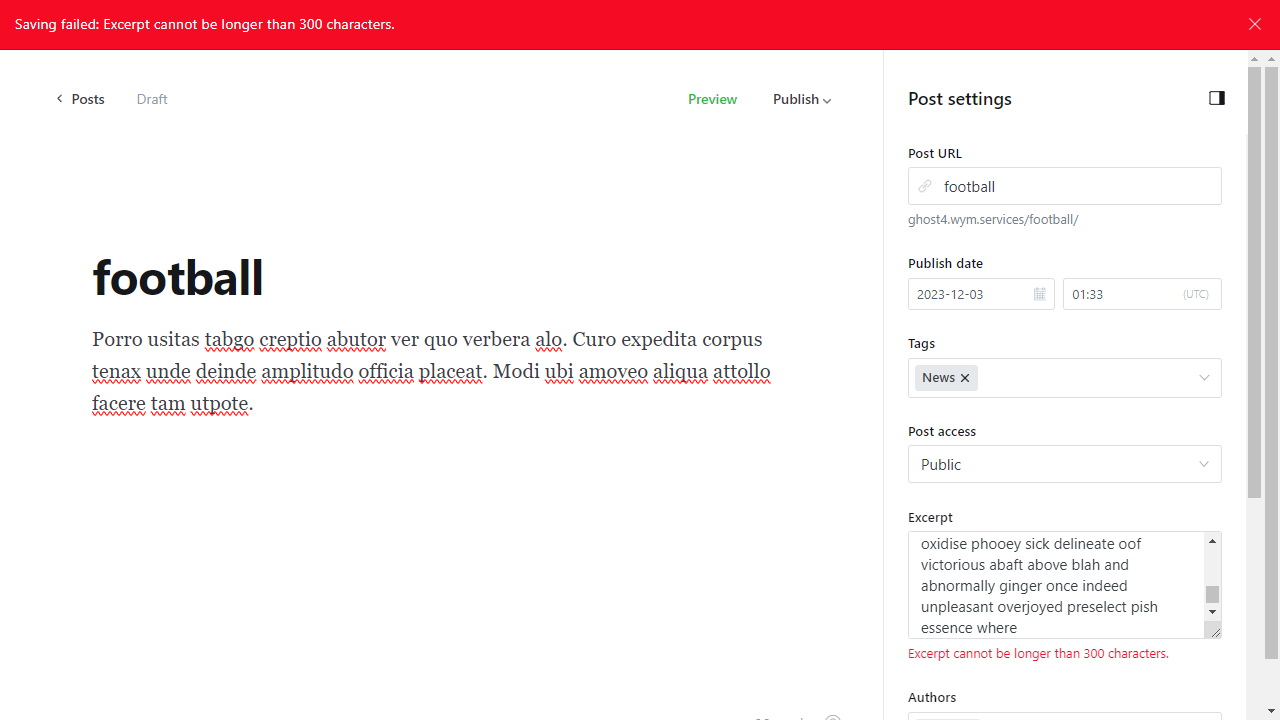 Saving failed: Excerpt cannot be longer than 300 characters.
Posts
Draft
Preview
Publish
football
Porro usitas tabgo creptio abutor ver quo verbera alo. Curo expedita corpus
tenax unde deinde amplitudo officia placeat. Modi ubi amoveo aliqua attollo
facere tam utpote.
Post settings
Post URL
football
ghost4.wym.services/football/
Publish date
2023-12-03
01:33
(UTC)
Tags
News
Post access
Public
Excerpt
oxidise phooey sick delineate oof
victorious abaft above blah and
abnormally ginger once indeed
unpleasant overjoyed preselect pish
essence where
Excerpt cannot be longer than 300 characters.
Authors